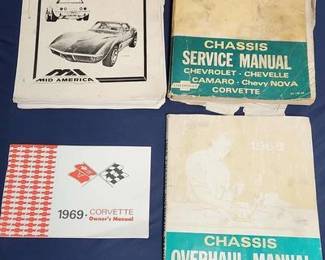 MID AMERICA
CHASSIS
SERVICE MANUAL
CHEVROLET • CHEVELLE
CAMARO • Chevy NOVA
CORVETTE
1969 • CORVETTE
Owner's Manual
1969
CHASSIS
OVERHAUL MANUAL